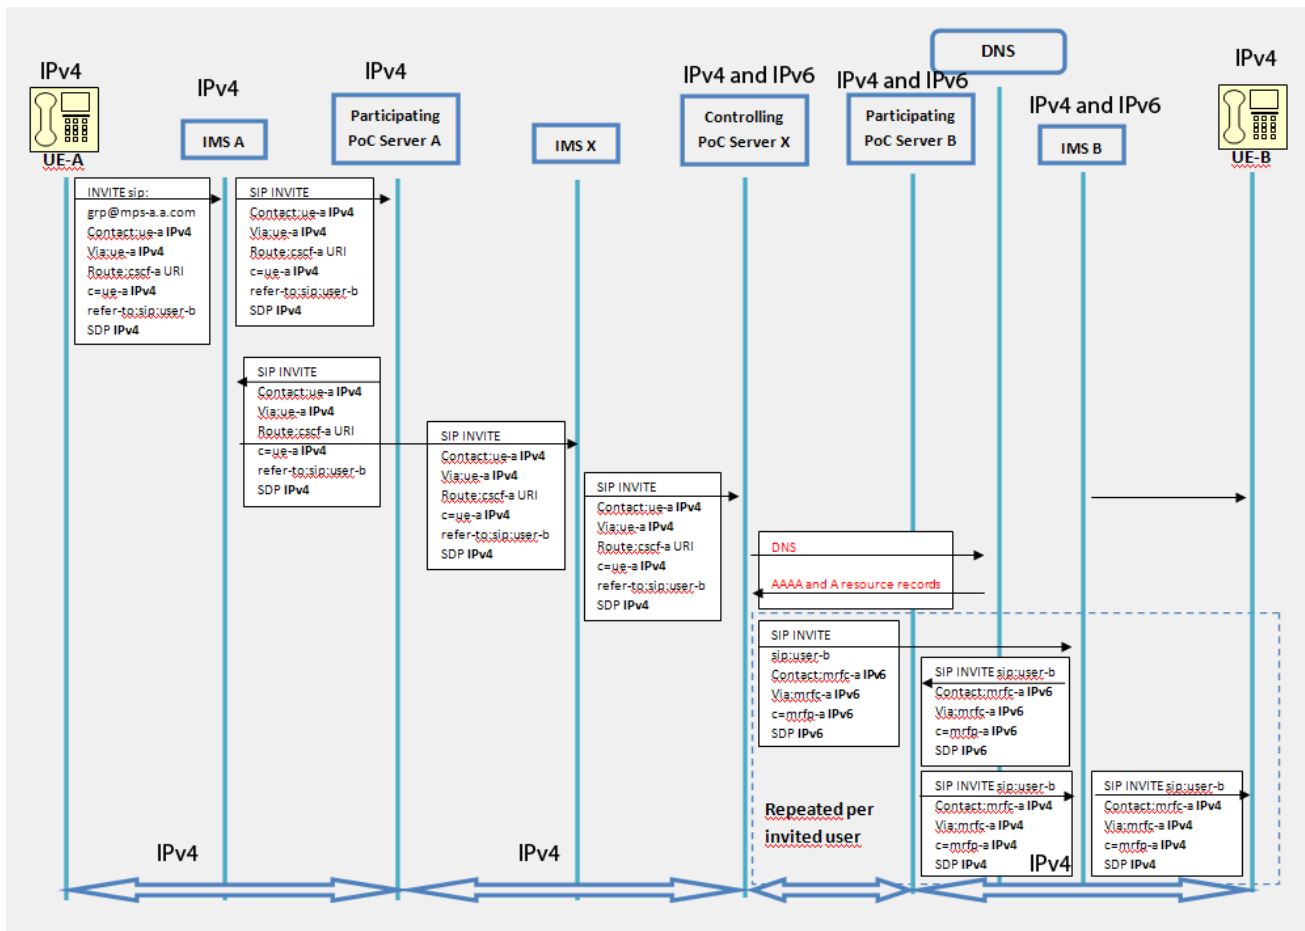 DNS
IPv4
IPv4
IPv4
IPv4 and IPv6
IPv4 and IPv6
IPv4 and IPv6
IPv4
UE-A
IMS A
Participating
PoC Server A
IMS X
Controlling
PoC Server X
Participating
PoC Server B
IMS B
UE-B
INVITE sip:
grp@mps-a.a.com
Contact:ue-a IPv4
Via:ue-a IPv4
Route:cscf-a URI
c=ue-a IPv4
refer-to:sip:user-b
SDP IPv4
SIP INVITE
Contact:ue-a IPv4
Via:ue-a IPv4
Route:cscf-a URI
c=ue-a IPv4
refer-to:sip:user-b
SDP IPv4
SIP INVITE
Contact:ue-a IPv4
Via:ue-a IPv4
Route:cscf-a URI
c=ue-a IPv4
refer-to:sip:user-b
SDP IPv4
SIP INVITE
Contact:ue-a IPv4
Via:ue-a IPv4
Route:cscf-a URI
c=ue-a IPv4
refer-to:sip:user-b
SDP IPv4
SIP INVITE
Contact:ue-a IPv4
Via:ue-a IPv4
Route:cscf-a URI
c=ue-a IPv4
refer-to:sip:user-b
SDP IPv4
DNS
AAAA and A resource records
SIP INVITE
sip:user-b
Contact:mrfc-a IPv6
Via:mrfc-a IPv6
c=mrfp-a IPv6
SDP IPv6
SIP INVITE sip:user-b
Contact:mrfc-a IPv6
Via:mrfc-a IPv6
c=mrfp-a IPv6
SDP IPv6
SIP INVITE sip:user-b
Contact:mrfc-a IPv4
Via:mrfc-a IPv4
c=mrfp-a IPv4
SDP IPv4
SIP INVITE sip:user-b
Contact:mrfc-a IPv4
Via:mrfc-a IPv4
c=mrfp-a IPv4
SDP IPv4
Repeated per
invited user
IPv4
IPv4
IPv4